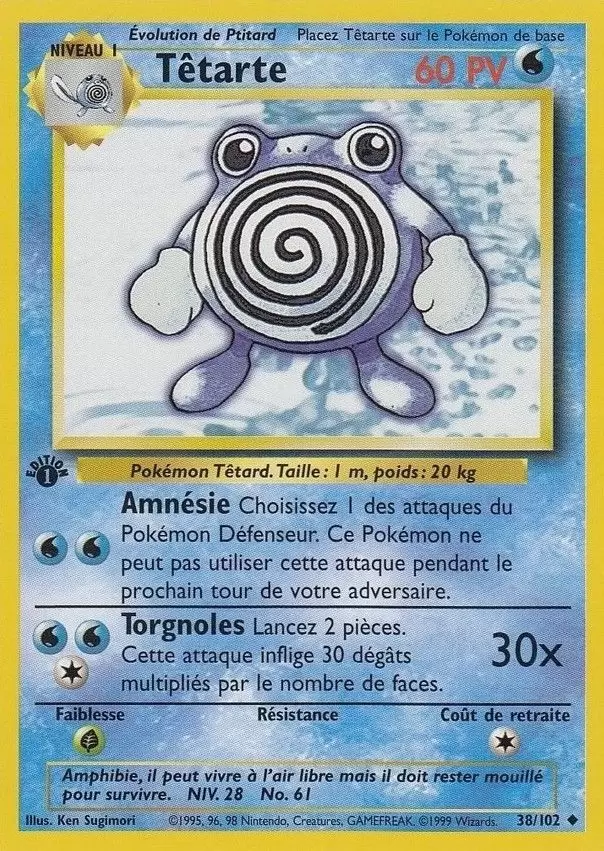 Évolution de Ptitard Placez Têtarte sur le Pokémon de base
NIVEAU 1
Têtarte 60 PV
EDITION 1
Pokémon Têtard. Taille : 1 m, poids : 20 kg
Amnésie Choisissez 1 des attaques du
Pokémon Défenseur. Ce Pokémon ne
peut pas utiliser cette attaque pendant le
prochain tour de votre adversaire.
Torgnoles Lancez 2 pièces.
Cette attaque inflige 30 dégâts
multipliés par le nombre de faces.
30x
Faiblesse Résistance Coût de retraite
Amphibie, il peut vivre à l'air libre mais il doit rester mouillé
pour survivre. NIV. 28 No. 61
Illus. Ken Sugimori ©1995, 96, 98 Nintendo, Creatures, GAMEFREAK. ©1999 Wizards. 38/102